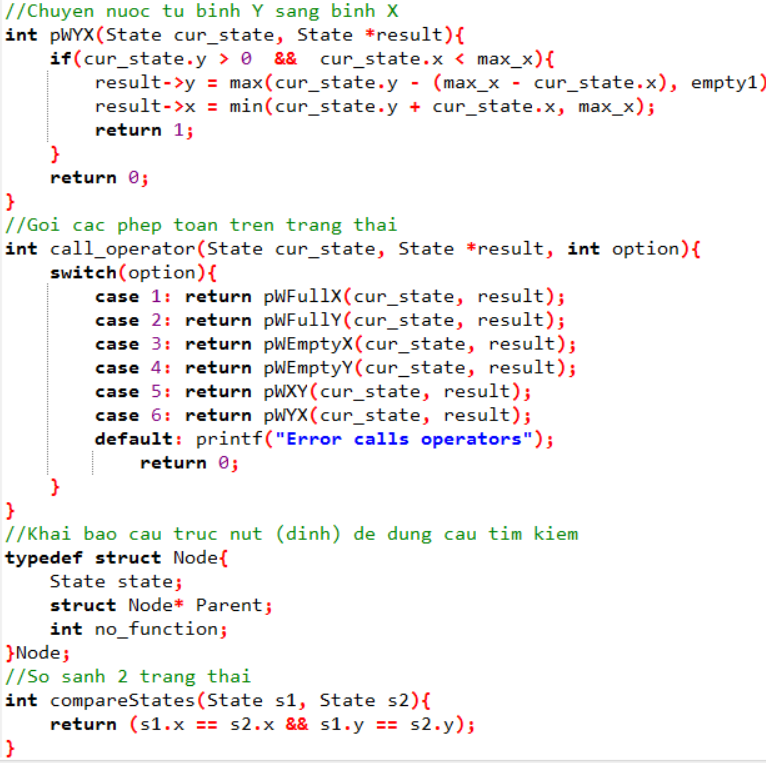 //Chuyen nuoc tu binh Y sang binh X
int pWYX(State cur_state, State *result){
    if(cur_state.y > 0  &&  cur_state.x < max_x){
        result->y = max(cur_state.y - (max_x - cur_state.x), empty1)
        result->x = min(cur_state.y + cur_state.x, max_x);
        return 1;
    }
    return 0;
}
//Goi cac phep toan tren trang thai
int call_operator(State cur_state, State *result, int option){
    switch(option){
        case 1: return pWFullX(cur_state, result);
        case 2: return pWFullY(cur_state, result);
        case 3: return pWEmptyX(cur_state, result);
        case 4: return pWEmptyY(cur_state, result);
        case 5: return pWXY(cur_state, result);
        case 6: return pWYX(cur_state, result);
        default: printf("Error calls operators");
            return 0;
    }
}
//Khai bao cau truc nut (dinh) de dung cau tim kiem
typedef struct Node{
    State state;
    struct Node* Parent;
    int no_function;
}Node;
//So sanh 2 trang thai
int compareStates(State s1, State s2){
    return (s1.x == s2.x && s1.y == s2.y);
}